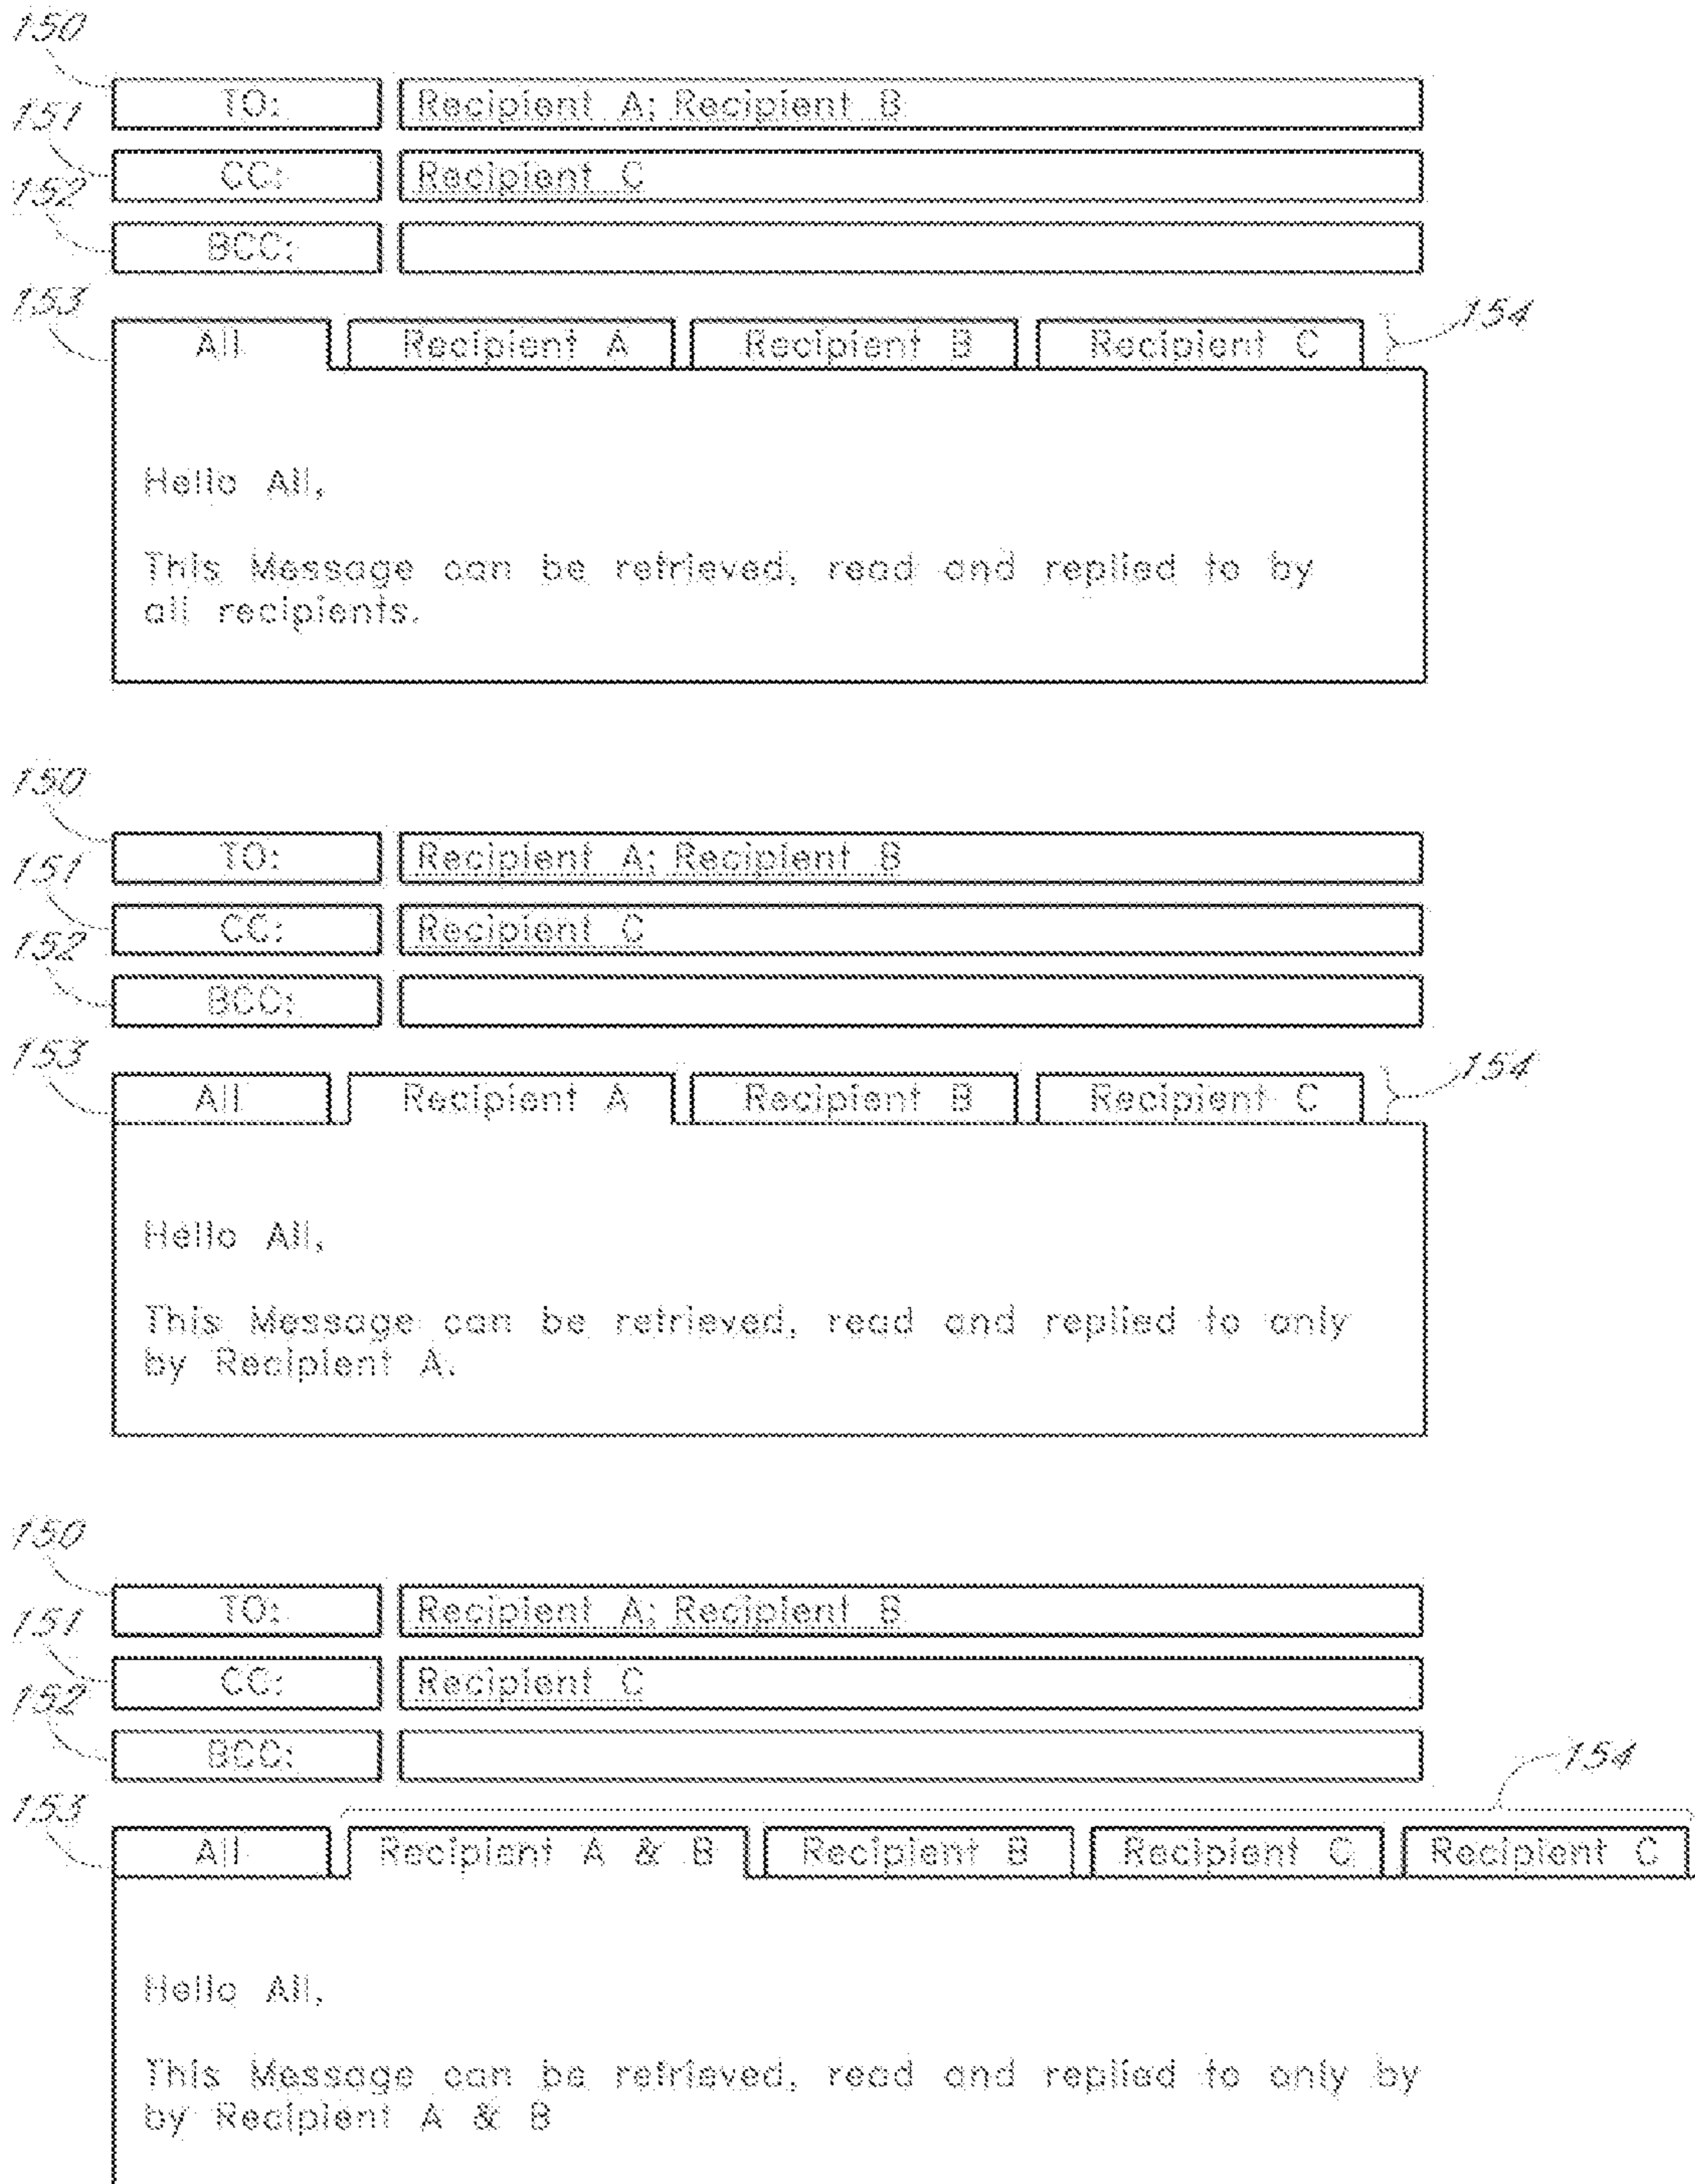 150
TO: Recipient A; Recipient B
151
CC: Recipient C
152
BCC:
153
All Recipient A Recipient B Recipient C 154
Hello All,
This Message can be retrieved, read and replied to by
all recipients.
150
TO: Recipient A; Recipient B
151
CC: Recipient C
152
BCC:
153
All Recipient A Recipient B Recipient C 154
Hello All,
This Message can be retrieved, read and replied to only
by Recipient A.
150
TO: Recipient A; Recipient B
151
CC: Recipient C
152
BCC:
154
153
All Recipient A & B Recipient B Recipient C Recipient C
Hello All,
This Message can be retrieved, read and replied to only by
by Recipient A & B